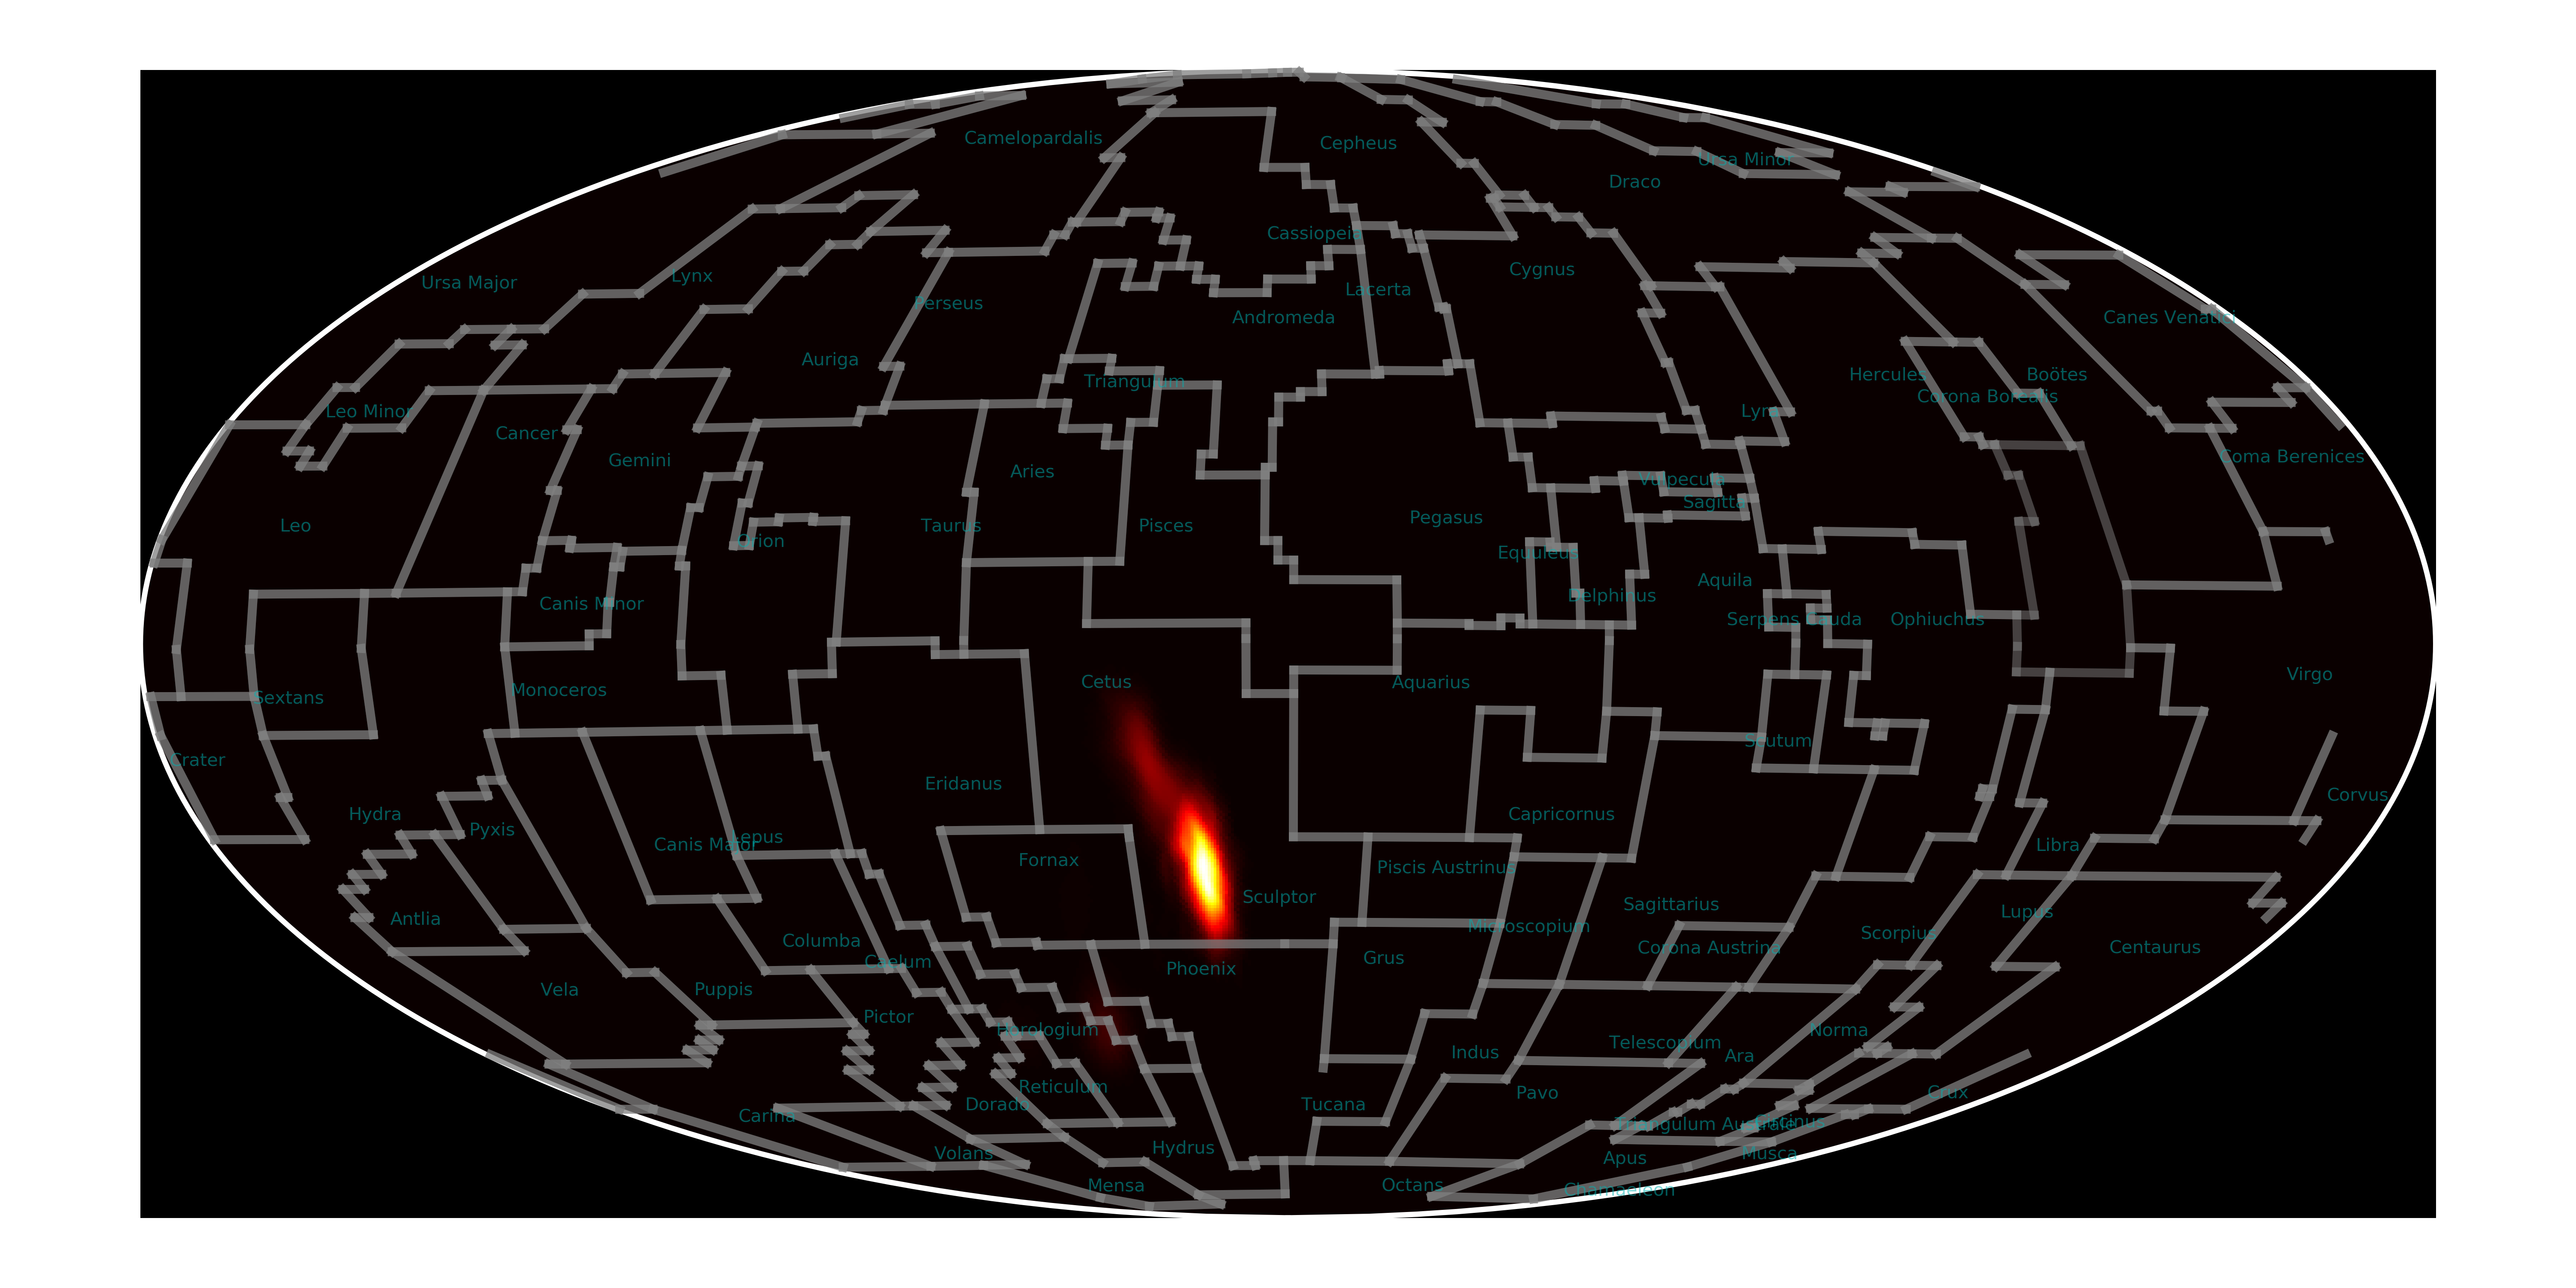 Camelopardalis
Cepheus
Ursa Minor
Draco
Cassiopeia
Ursa Major
Lynx
Cygnus
Lacerta
Perseus
Andromeda
Canes Venatici
Auriga
Triangulum
Hercules
Boötes
Corona Borealis
Leo Minor
Lyra
Cancer
Gemini
Aries
Coma Berenices
Vulpecula
Sagitta
Leo
Taurus
Pisces
Pegasus
Orion
Equuleus
Aquila
Delphinus
Canis Minor
Serpens Cauda
Ophiuchus
Virgo
Cetus
Aquarius
Monoceros
Sextans
Scutum
Crater
Eridanus
Corvus
Hydra
Capricornus
Pyxis
Lepus
Canis Major
Libra
Fornax
Piscis Austrinus
Sculptor
Sagittarius
Lupus
Antlia
Microscopium
Scorpius
Columba
Corona Austrina
Centaurus
Grus
Caelum
Phoenix
Vela
Puppis
Pictor
Horologium
Norma
Telescopium
Indus
Ara
Reticulum
Pavo
Crux
Dorado
Tucana
Carina
Triangulum Australe
Circinus
Hydrus
Volans
Musca
Apus
Mensa
Octans
Chamaeleon